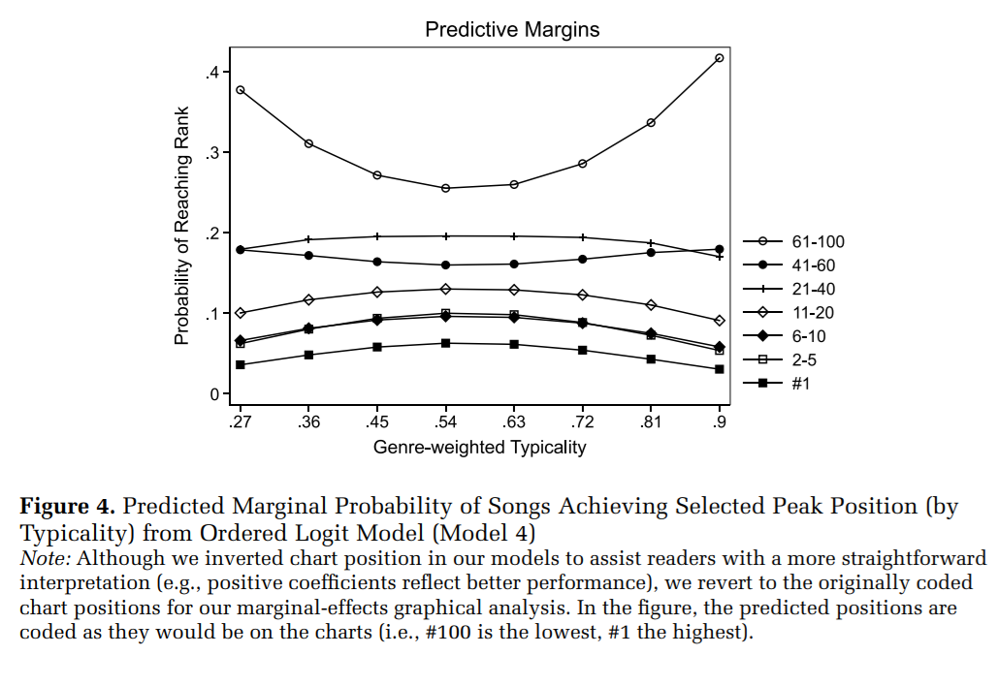 Predictive Margins
Probability of Reaching Rank
.4
.3
.2
.1
0
.27 .36 .45 .54 .63 .72 .81 .9
Genre-weighted Typicality
61-100
41-60
21-40
11-20
6-10
2-5
#1
Figure 4. Predicted Marginal Probability of Songs Achieving Selected Peak Position (by
Typicality) from Ordered Logit Model (Model 4)
Note: Although we inverted chart position in our models to assist readers with a more straightforward
interpretation (e.g., positive coefficients reflect better performance), we revert to the originally coded
chart positions for our marginal-effects graphical analysis. In the figure, the predicted positions are
coded as they would be on the charts (i.e., #100 is the lowest, #1 the highest).